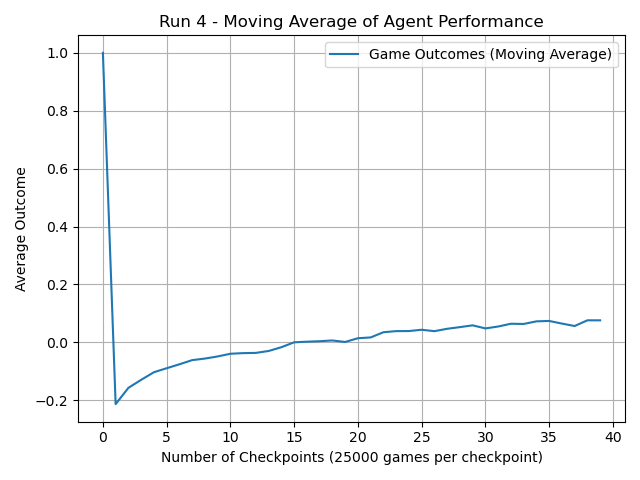 Run 4 - Moving Average of Agent Performance
Game Outcomes (Moving Average)
1.0
0.8
0.6
0.4
0.2
0.0
−0.2
Average Outcome
0 5 10 15 20 25 30 35 40
Number of Checkpoints (25000 games per checkpoint)